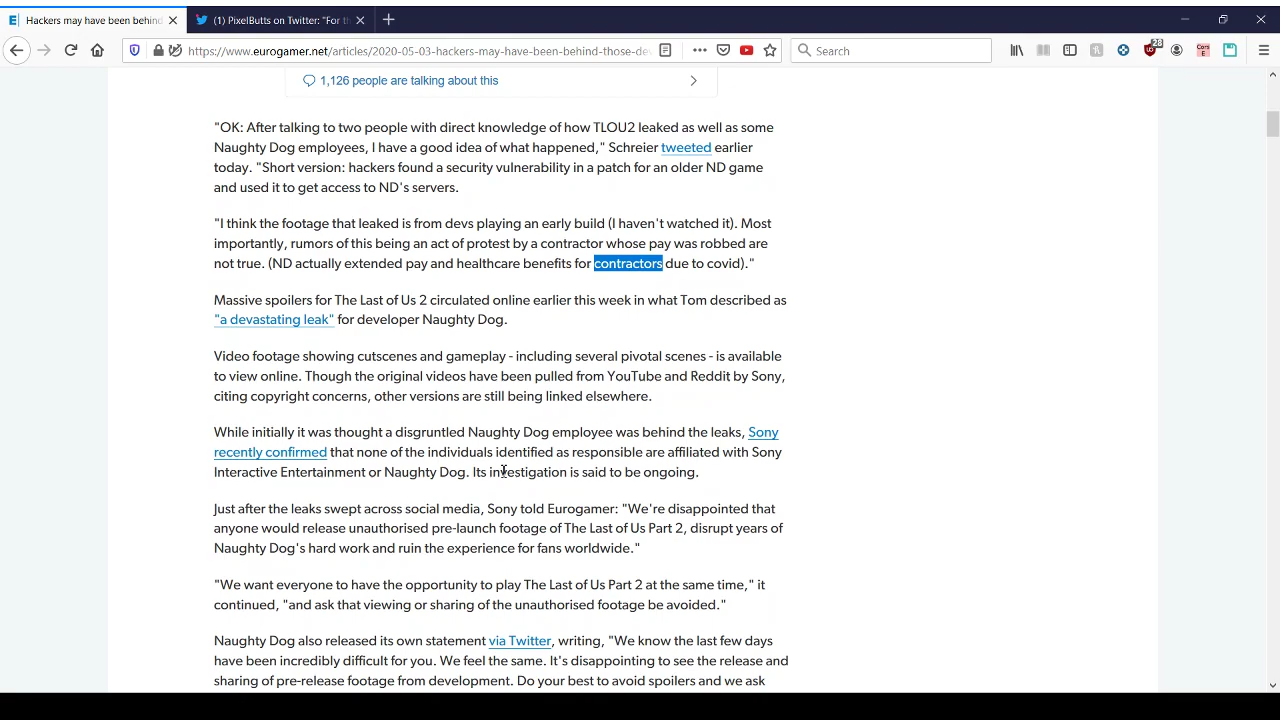 Hackers may have been behind
(1) PixelButts on Twitter: "For th
https://www.eurogamer.net/articles/2020-05-03-hackers-may-have-been-behind-those-de
Search
28
1,126 people are talking about this
"OK: After talking to two people with direct knowledge of how TLOU2 leaked as well as some
Naughty Dog employees, I have a good idea of what happened," Schreier tweeted earlier
today. "Short version: hackers found a security vulnerability in a patch for an older ND game
and used it to get access to ND's servers.
"I think the footage that leaked is from devs playing an early build (I haven't watched it). Most
importantly, rumors of this being an act of protest by a contractor whose pay was robbed are
not true. (ND actually extended pay and healthcare benefits for contractors due to covid)."
Massive spoilers for The Last of Us 2 circulated online earlier this week in what Tom described as
"a devastating leak" for developer Naughty Dog.
Video footage showing cutscenes and gameplay - including several pivotal scenes - is available
to view online. Though the original videos have been pulled from YouTube and Reddit by Sony,
citing copyright concerns, other versions are still being linked elsewhere.
While initially it was thought a disgruntled Naughty Dog employee was behind the leaks, Sony
recently confirmed that none of the individuals identified as responsible are affiliated with Sony
Interactive Entertainment or Naughty Dog. Its investigation is said to be ongoing.
Just after the leaks swept across social media, Sony told Eurogamer: "We're disappointed that
anyone would release unauthorised pre-launch footage of The Last of Us Part 2, disrupt years of
Naughty Dog's hard work and ruin the experience for fans worldwide."
"We want everyone to have the opportunity to play The Last of Us Part 2 at the same time," it
continued, "and ask that viewing or sharing of the unauthorised footage be avoided."
Naughty Dog also released its own statement via Twitter, writing, "We know the last few days
have been incredibly difficult for you. We feel the same. It's disappointing to see the release and
sharing of pre-release footage from development. Do your best to avoid spoilers and we ask